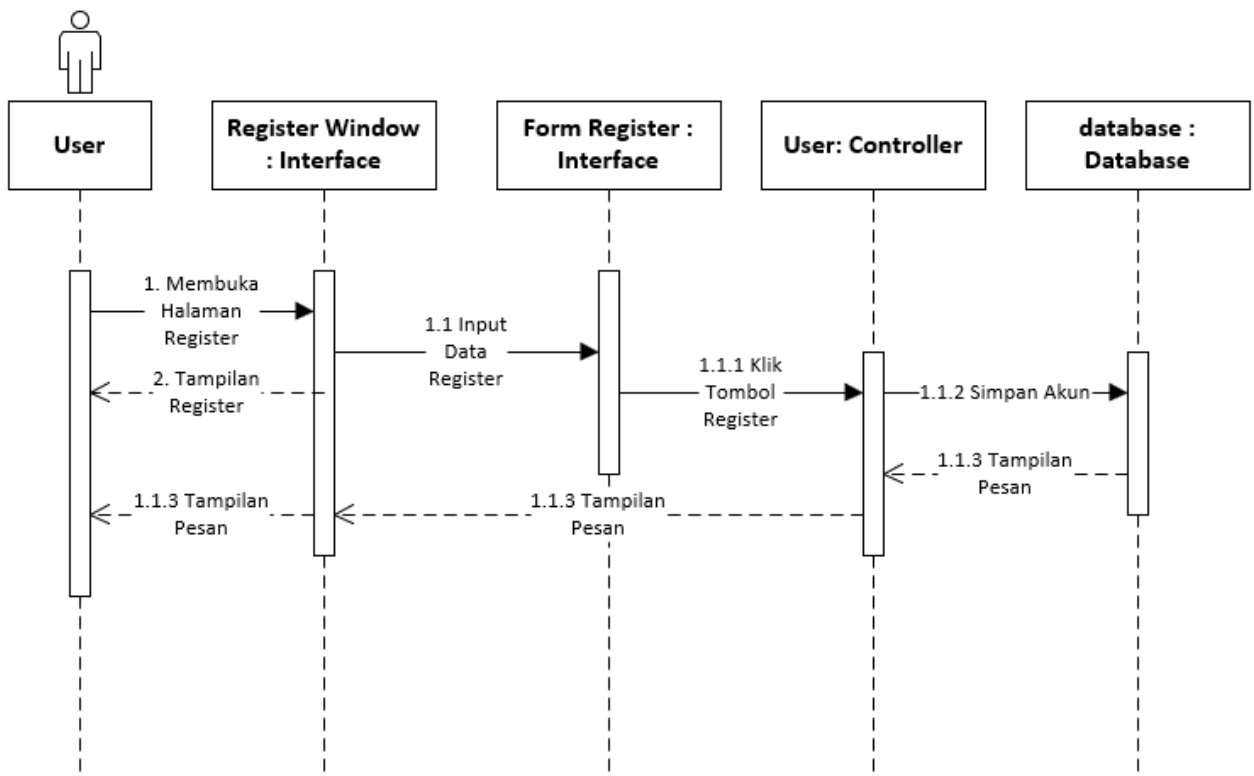 User
Register Window
: Interface
Form Register :
Interface
User: Controller
database :
Database
1. Membuka
Halaman
Register
1.1 Input
Data
Register
2. Tampilan
Register
1.1.1 Klik
Tombol
Register
1.1.2 Simpan Akun
1.1.3 Tampilan
Pesan
1.1.3 Tampilan
Pesan
1.1.3 Tampilan
Pesan